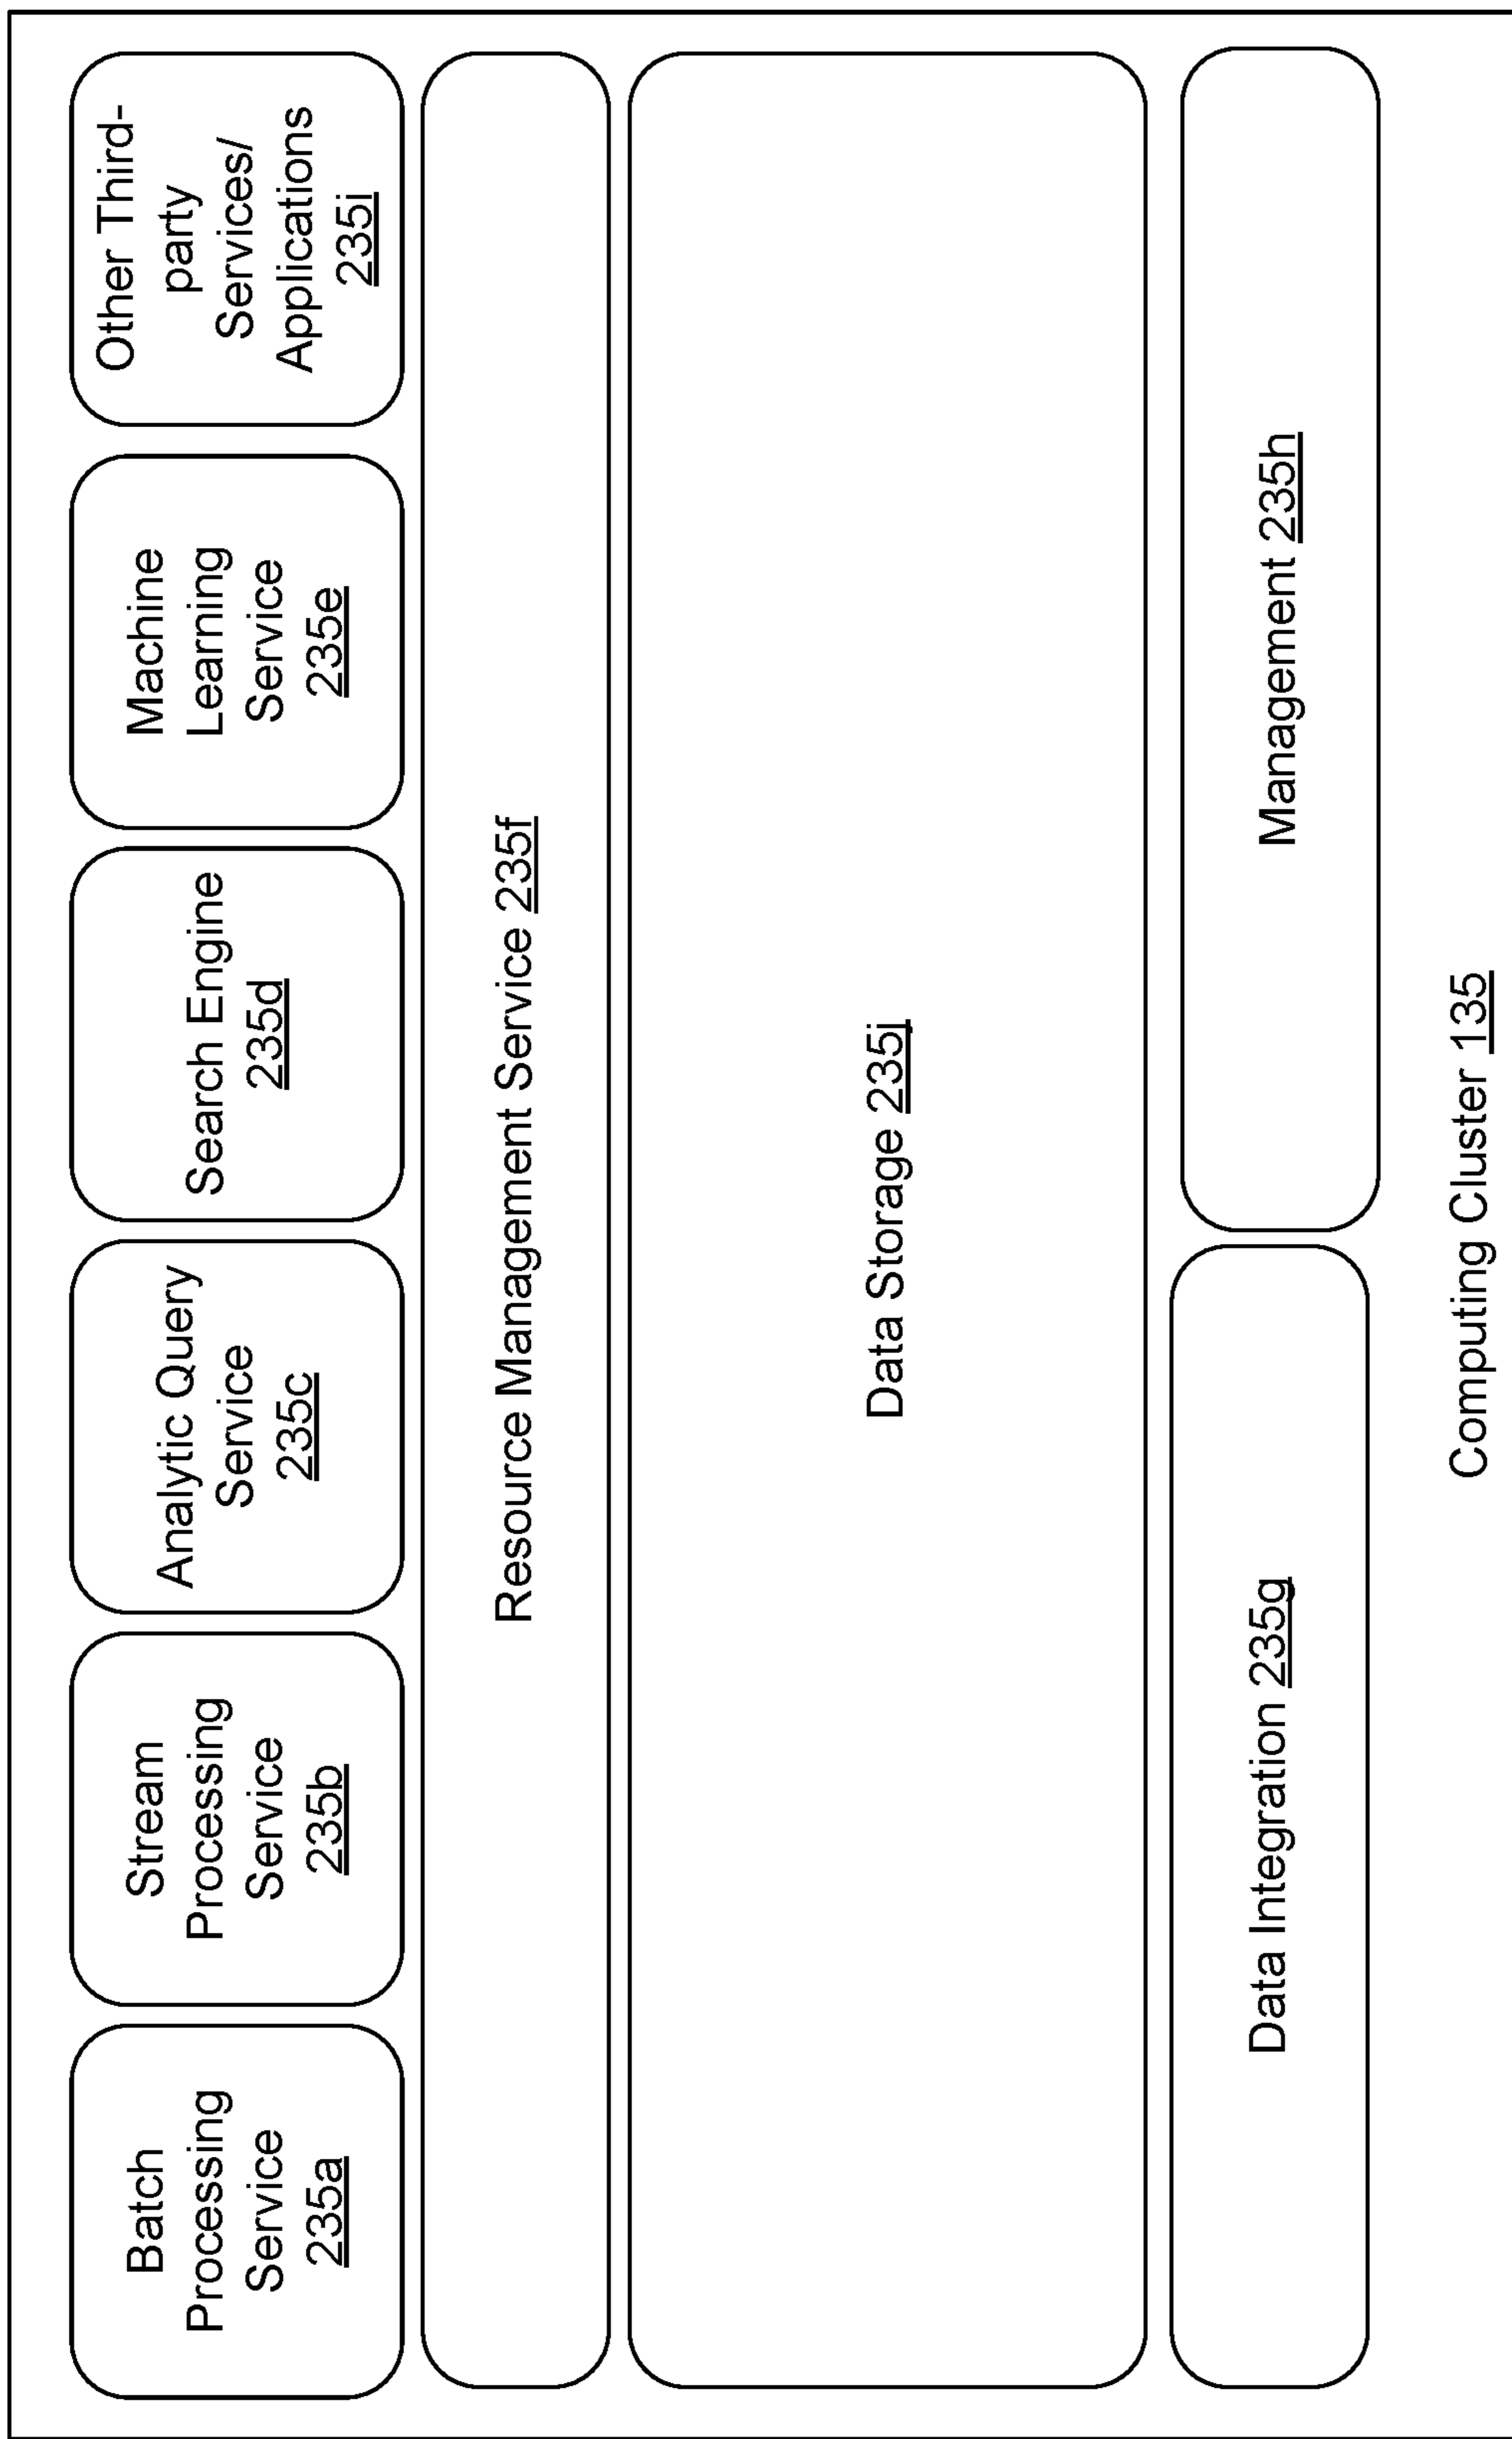 Batch
Processing
Service
235a
Stream
Processing
Service
235b
Analytic Query
Service
235c
Search Engine
235d
Machine
Learning
Service
235e
Other Third-
party
Services/
Applications
235i
Resource Management Service 235f
Data Storage 235j
Data Integration 235g
Management 235h
Computing Cluster 135